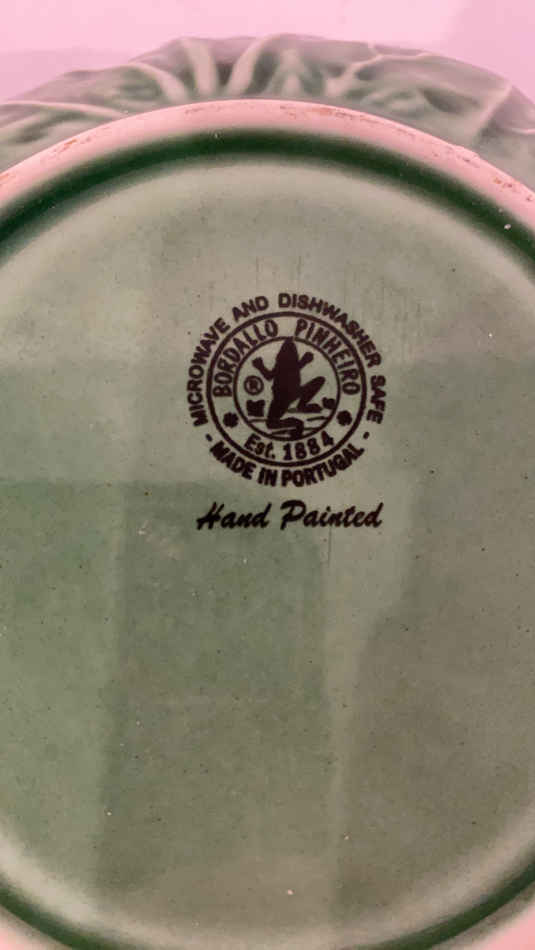 MICROWAVE AND DISHWASHER SAFE
BORDALLO PINHEIRO
®
Est. 1884
- MADE IN PORTUGAL -
Hand Painted